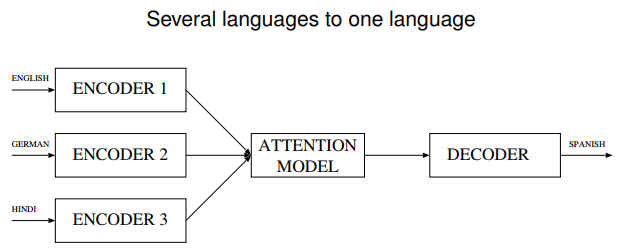 Several languages to one language
ENGLISH
ENCODER 1
GERMAN
ENCODER 2
HINDI
ENCODER 3
ATTENTION
MODEL
DECODER
SPANISH